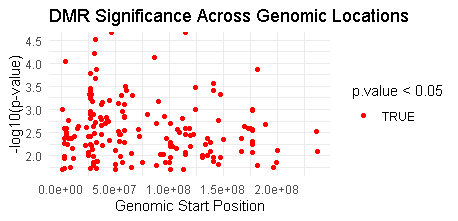 DMR Significance Across Genomic Locations
-log10(p-value)
4.5
4.0
3.5
3.0
2.5
2.0
0.0e+00 5.0e+07 1.0e+08 1.5e+08 2.0e+08
Genomic Start Position
p.value < 0.05
TRUE